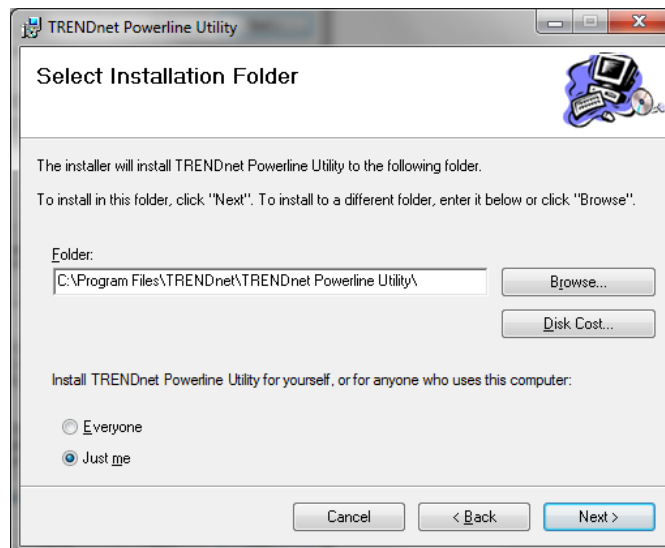 TRENDnet Powerline Utility
Select Installation Folder
The installer will install TRENDnet Powerline Utility to the following folder.
To install in this folder, click "Next". To install to a different folder, enter it below or click "Browse".
Folder:
C:\Program Files\TRENDnet\TRENDnet Powerline Utility\
Browse...
Disk Cost...
Install TRENDnet Powerline Utility for yourself, or for anyone who uses this computer:
Everyone
Just me
Cancel
< Back
Next >